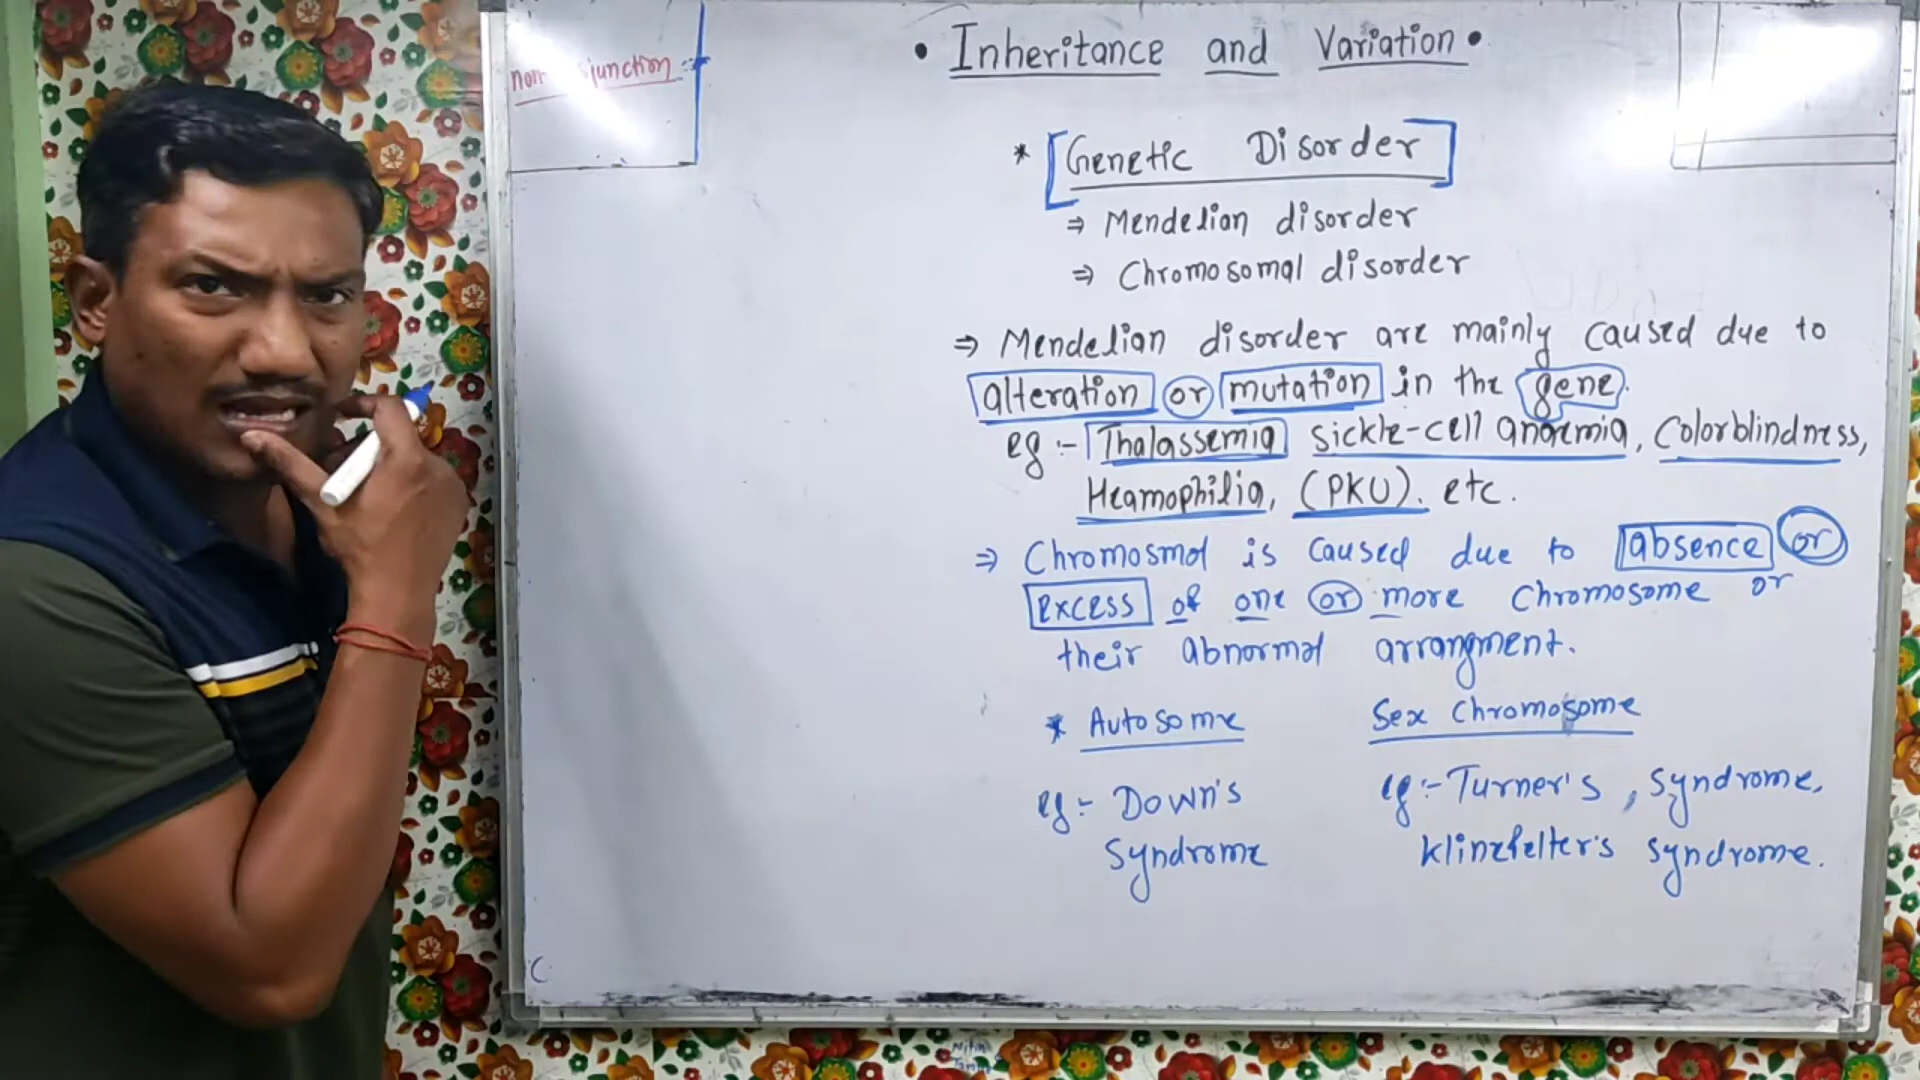 • Inheritance and Variation •
non junction :-
* [Genetic Disorder]
⇒ Mendelian disorder
⇒ Chromosomal disorder
⇒ Mendelian disorder are mainly caused due to
alteration or mutation in the gene.
eg :- Thalassemia sickle-cell anaemia, Colorblindness,
Heamophilia, (PKU). etc.
⇒ Chromosmal is caused due to absence or
excess of one or more chromosome or
their abnormal arrangment.
* Autosome Sex Chromosome
eg :- Down's eg :- Turner's, syndrome,
syndrome klinefelter's syndrome.
C